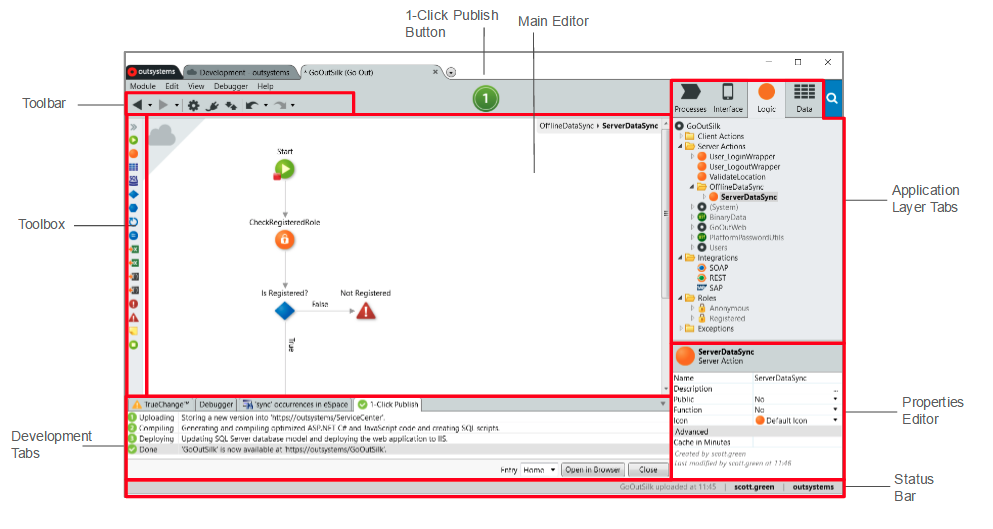 1-Click Publish
Button
Main Editor
outsystems
Development - outsystems
* GoOutSilk (Go Out)
Module Edit View Debugger Help
Toolbar
1
Processes
Interface
Logic
Data
OfflineDataSync ▸ ServerDataSync
Toolbox
SQL
Start
CheckRegisteredRole
Is Registered?
False
Not Registered
True
GoOutSilk
Client Actions
Server Actions
User_LoginWrapper
User_LogoutWrapper
ValidateLocation
OfflineDataSync
ServerDataSync
(System)
BinaryData
GoOutWeb
PlatformPasswordUtils
Users
Integrations
SOAP
REST
SAP
SAP
Roles
Anonymous
Registered
Exceptions
Application
Layer Tabs
ServerDataSync
Server Action
Name ServerDataSync
Description ...
Public No
Function No
Icon Default Icon
Advanced
Cache in Minutes
Created by scott.green
Last modified by scott.green at 11:46
Properties
Editor
Development
Tabs
TrueChange™
Debugger
'sync' occurrences in eSpace
1-Click Publish
1 Uploading Storing a new version into 'https://outsystems/ServiceCenter'.
2 Compiling Generating and compiling optimized ASP.NET C# and JavaScript code and creating SQL scripts.
3 Deploying Updating SQL Server database model and deploying the web application to IIS.
Done 'GoOutSilk' is now available at 'https://outsystems/GoOutSilk'.
Entry Home Open in Browser Close
GoOutSilk uploaded at 11:45 | scott.green | outsystems
Status
Bar